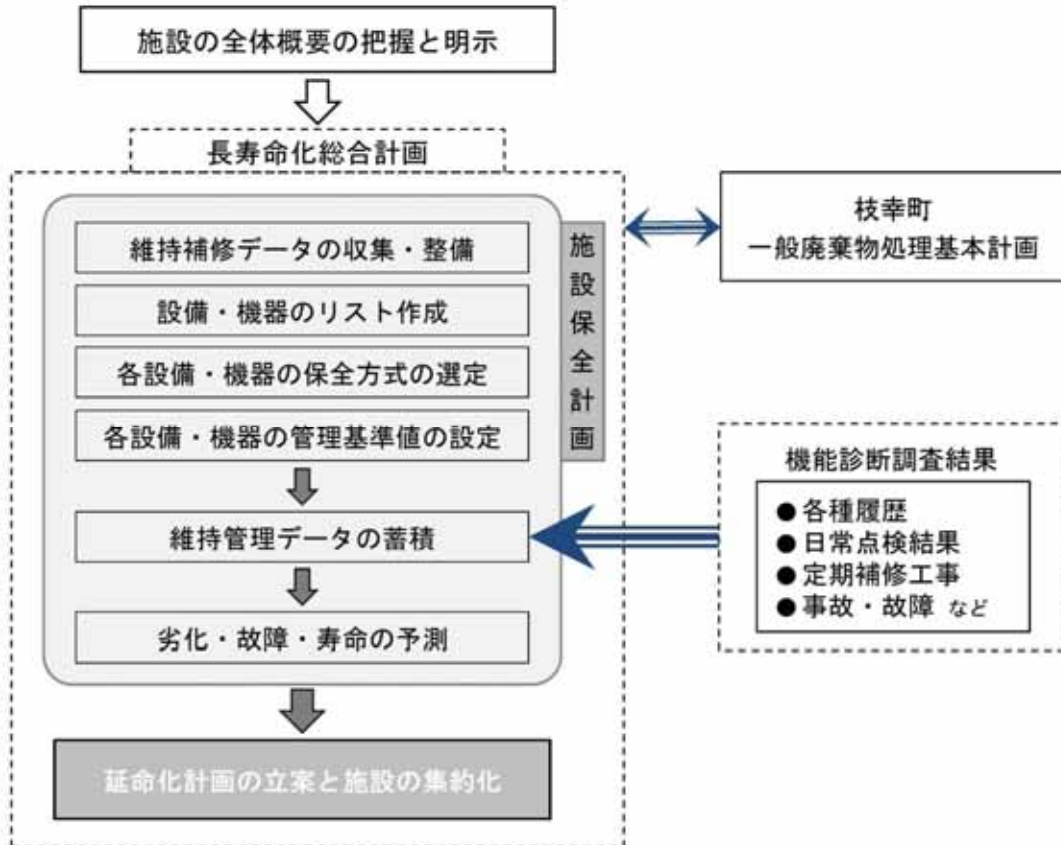 施設の全体概要の把握と明示
長寿命化総合計画
維持補修データの収集・整備
設備・機器のリスト作成
各設備・機器の保全方式の選定
各設備・機器の管理基準値の設定
維持管理データの蓄積
劣化・故障・寿命の予測
施設保全計画
延命化計画の立案と施設の集約化
枝幸町
一般廃棄物処理基本計画
機能診断調査結果
●各種履歴
●日常点検結果
●定期補修工事
●事故・故障 など